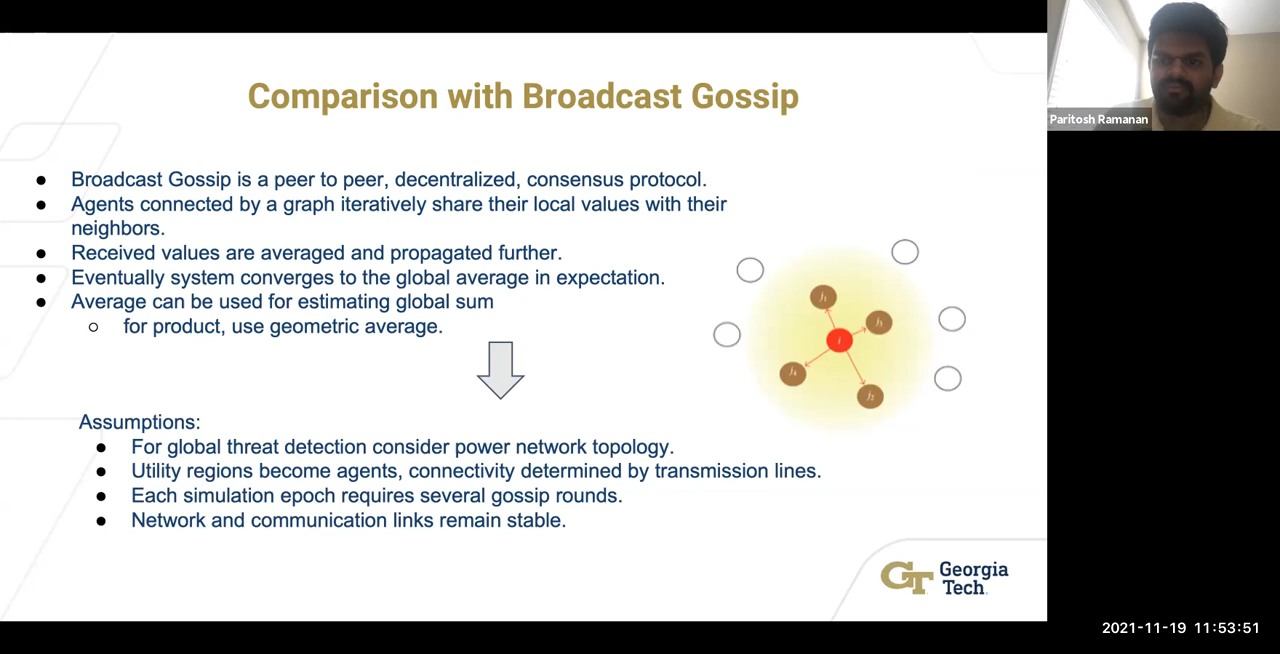 Comparison with Broadcast Gossip
Paritosh Ramanan
● Broadcast Gossip is a peer to peer, decentralized, consensus protocol.
● Agents connected by a graph iteratively share their local values with their
neighbors.
● Received values are averaged and propagated further.
● Eventually system converges to the global average in expectation.
● Average can be used for estimating global sum
○ for product, use geometric average.
j₁
j₃
i
j₄
j₂
Assumptions:
● For global threat detection consider power network topology.
● Utility regions become agents, connectivity determined by transmission lines.
● Each simulation epoch requires several gossip rounds.
● Network and communication links remain stable.
GT Georgia
Tech
2021-11-19 11:53:51